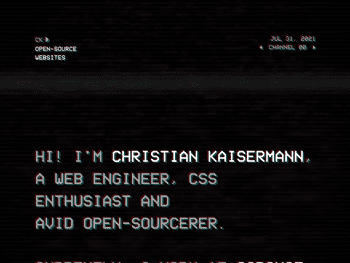 CK
OPEN-SOURCE
WEBSITES
JUL 31, 2021
CHANNEL 00
HI! I'M CHRISTIAN KAISERMANN,
A WEB ENGINEER, CSS
ENTHUSIAST AND
AVID OPEN-SOURCERER.